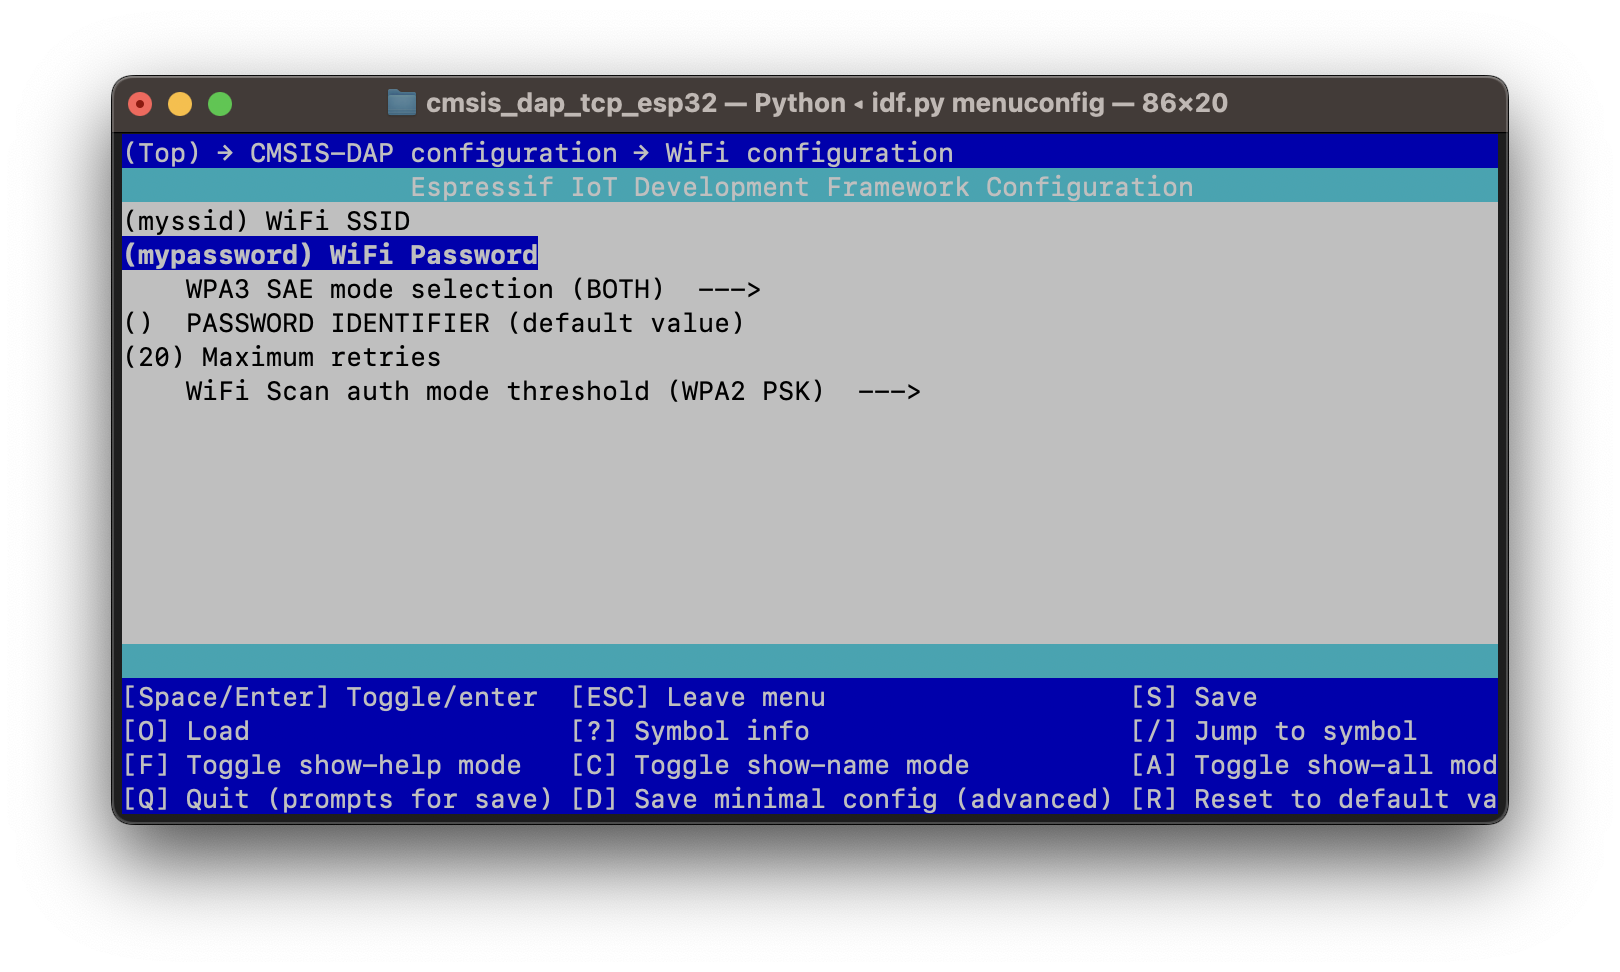 cmsis_dap_tcp_esp32 — Python ◂ idf.py menuconfig — 86×20
(Top) → CMSIS-DAP configuration → WiFi configuration
Espressif IoT Development Framework Configuration
(myssid) WiFi SSID
(mypassword) WiFi Password
WPA3 SAE mode selection (BOTH)  --->
()  PASSWORD IDENTIFIER (default value)
(20) Maximum retries
WiFi Scan auth mode threshold (WPA2 PSK)  --->
[Space/Enter] Toggle/enter  [ESC] Leave menu  [S] Save
[O] Load  [?] Symbol info  [/] Jump to symbol
[F] Toggle show-help mode  [C] Toggle show-name mode  [A] Toggle show-all mod
[Q] Quit (prompts for save) [D] Save minimal config (advanced) [R] Reset to default va